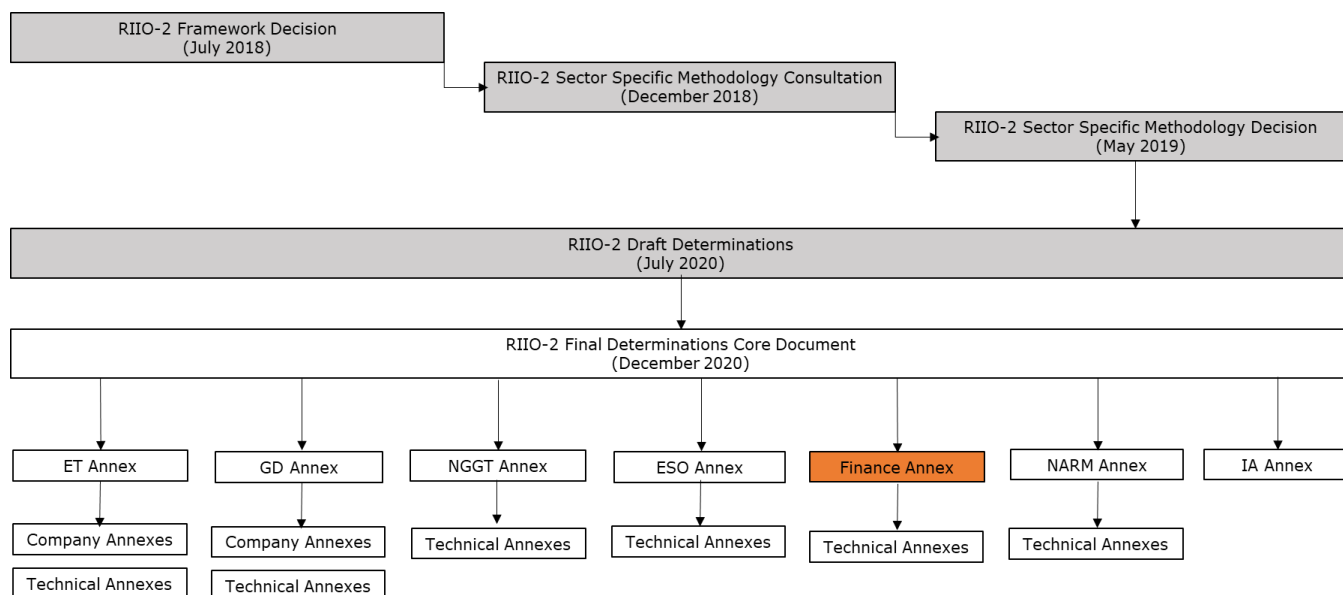 RIIO-2 Framework Decision
(July 2018)
RIIO-2 Sector Specific Methodology Consultation
(December 2018)
RIIO-2 Sector Specific Methodology Decision
(May 2019)
RIIO-2 Draft Determinations
(July 2020)
RIIO-2 Final Determinations Core Document
(December 2020)
ET Annex
GD Annex
NGGT Annex
ESO Annex
Finance Annex
NARM Annex
IA Annex
Company Annexes
Company Annexes
Technical Annexes
Technical Annexes
Technical Annexes
Technical Annexes
Technical Annexes
Technical Annexes